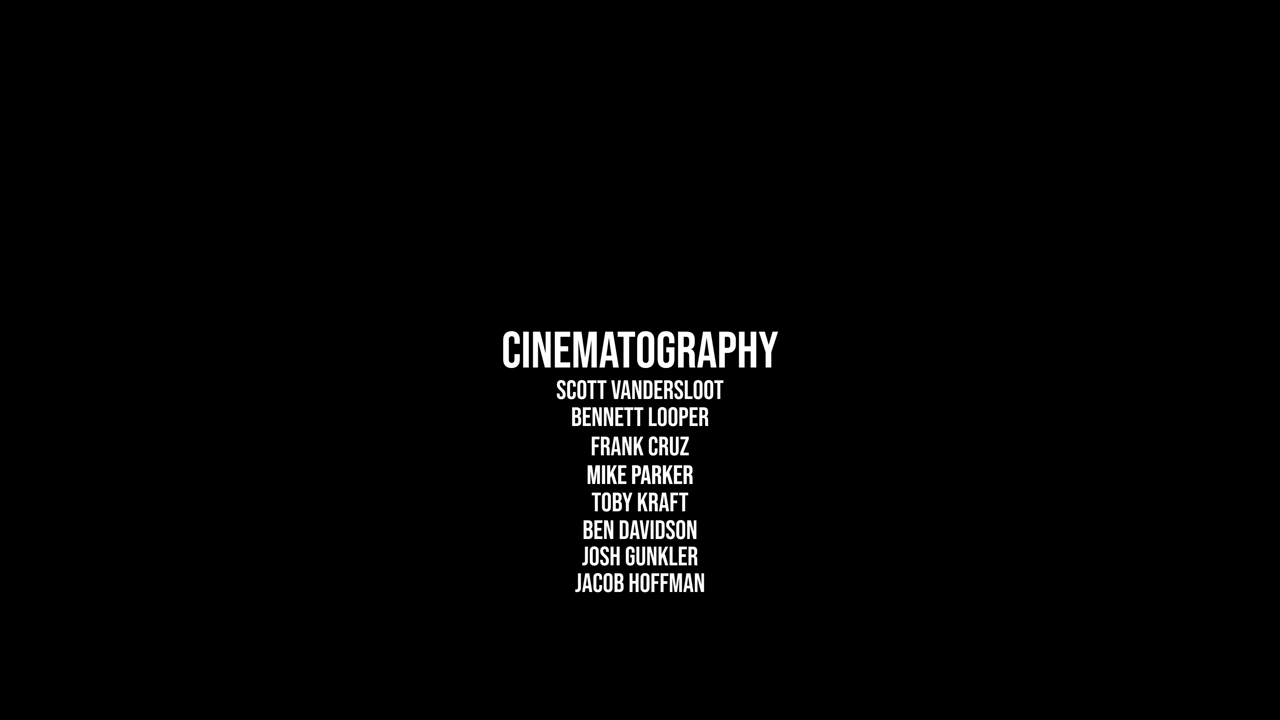 CINEMATOGRAPHY
SCOTT VANDERSLOOT
BENNETT LOOPER
FRANK CRUZ
MIKE PARKER
TOBY KRAFT
BEN DAVIDSON
JOSH GUNKLER
JACOB HOFFMAN